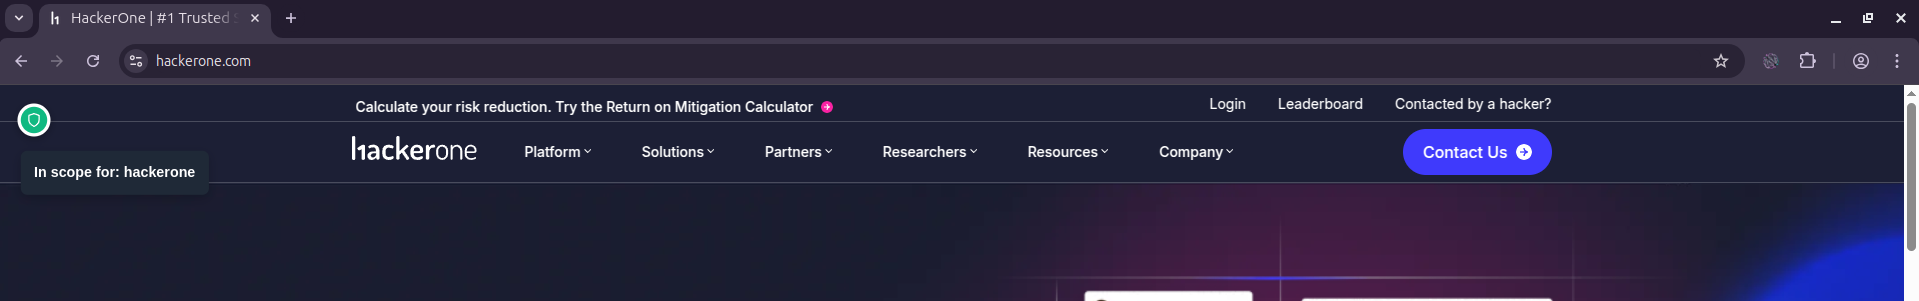 HackerOne | #1 Trusted
hackerone.com
Calculate your risk reduction. Try the Return on Mitigation Calculator
Login Leaderboard Contacted by a hacker?
hackerone
Platform Solutions Partners Researchers Resources Company
Contact Us
In scope for: hackerone